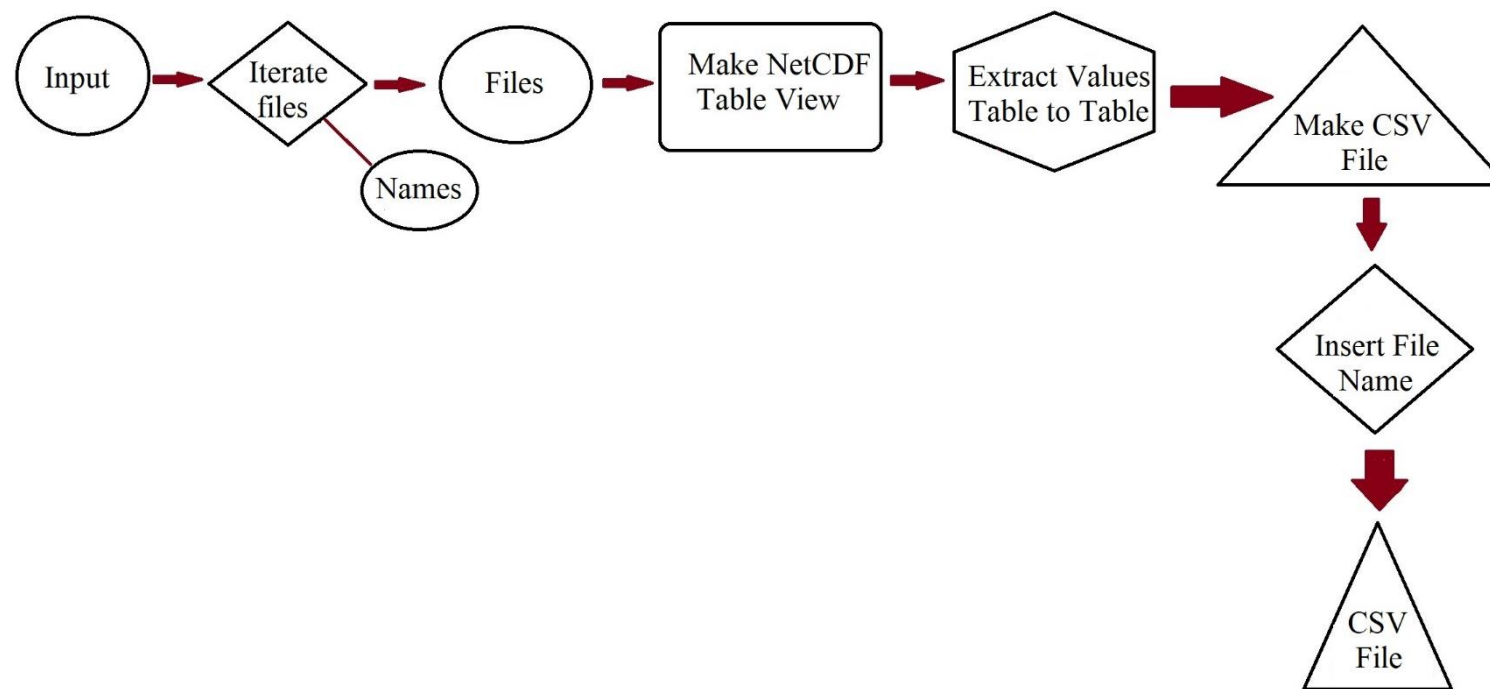 Input
Iterate
files
Names
Files
Make NetCDF
Table View
Extract Values
Table to Table
Make CSV
File
Insert File
Name
CSV
File